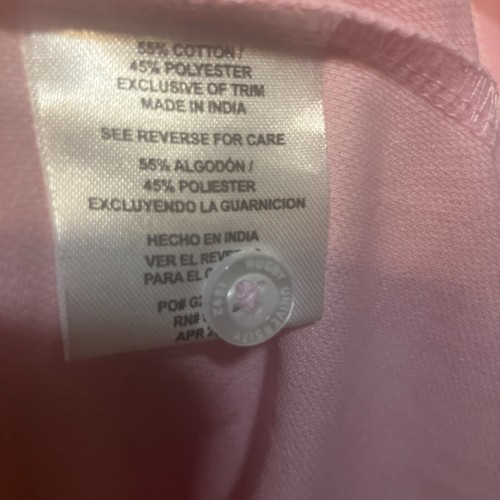 55% COTTON /
45% POLYESTER
EXCLUSIVE OF TRIM
MADE IN INDIA
SEE REVERSE FOR CARE
55% ALGODÓN /
45% POLIESTER
EXCLUYENDO LA GUARNICION
HECHO EN INDIA
VER EL
PARA EL
PO#
RN#
APR
UNIVERSITY